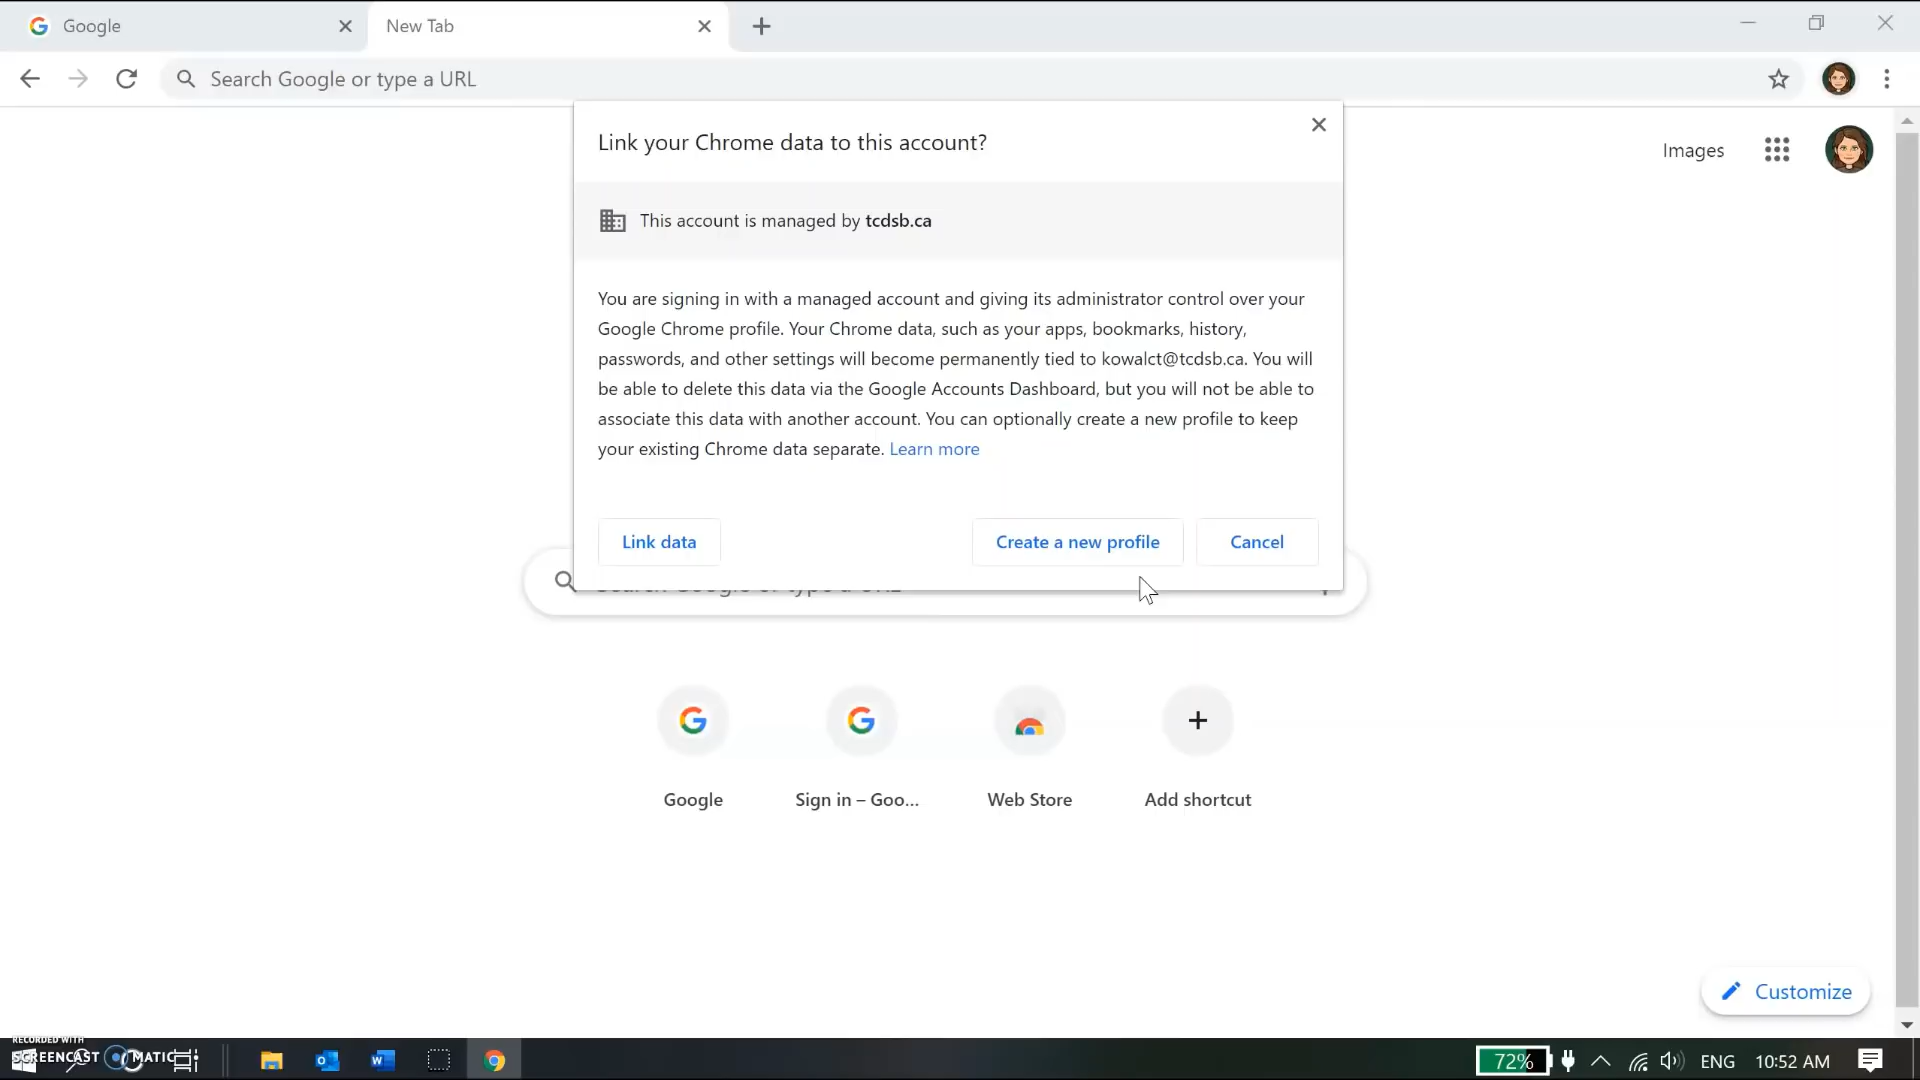 Google
New Tab
Search Google or type a URL
Link your Chrome data to this account?
Images
This account is managed by tcdsb.ca
You are signing in with a managed account and giving its administrator control over your
Google Chrome profile. Your Chrome data, such as your apps, bookmarks, history,
passwords, and other settings will become permanently tied to kowalct@tcdsb.ca. You will
be able to delete this data via the Google Accounts Dashboard, but you will not be able to
associate this data with another account. You can optionally create a new profile to keep
your existing Chrome data separate. Learn more
Link data
Create a new profile
Cancel
Search Google or type a URL
Google
Sign in – Goo...
Web Store
Add shortcut
Customize
RECORDED WITH
SCREENCAST MATIC
72%
ENG
10:52 AM